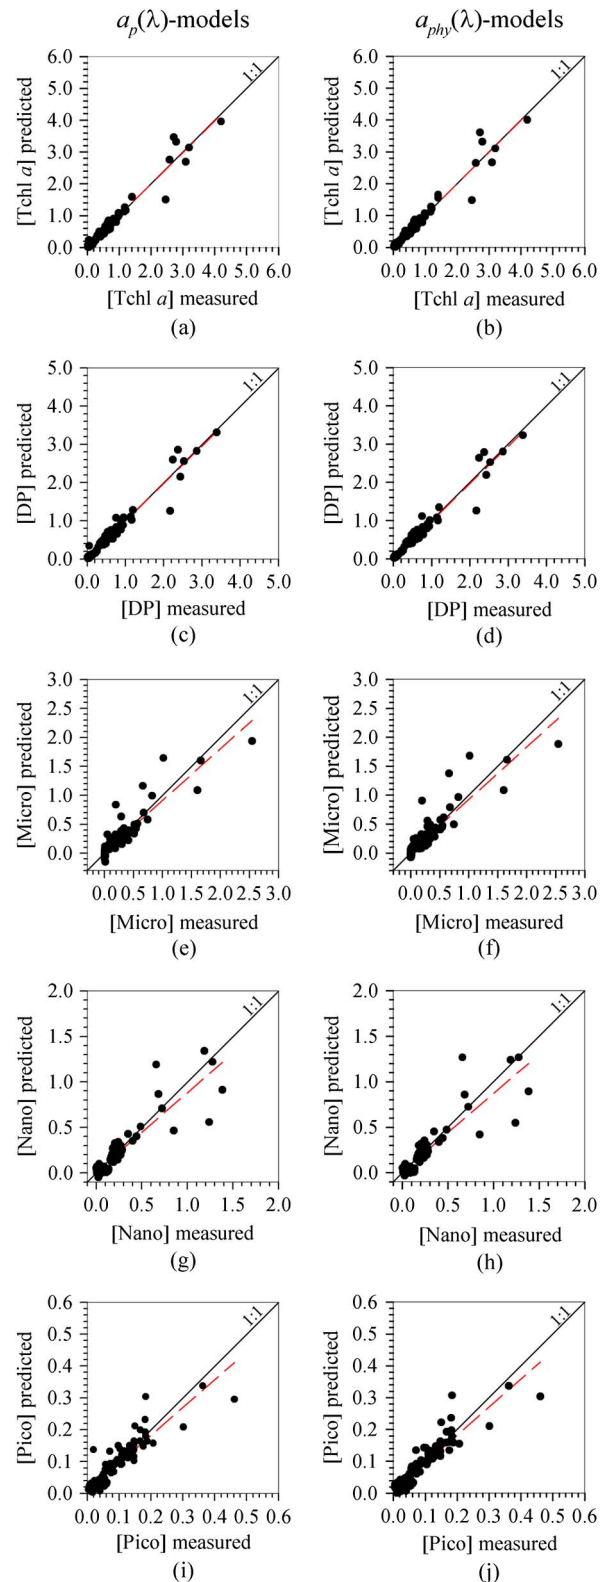 a_p(λ)-models a_phy(λ)-models
6.0 6.0
1:1 1:1
5.0 5.0
4.0 4.0
3.0 3.0
2.0 2.0
1.0 1.0
0.0 0.0
[Tchl a] predicted [Tchl a] predicted
0.0 1.0 2.0 3.0 4.0 5.0 6.0 0.0 1.0 2.0 3.0 4.0 5.0 6.0
[Tchl a] measured [Tchl a] measured
(a) (b)
5.0 5.0
1:1 1:1
4.0 4.0
3.0 3.0
2.0 2.0
1.0 1.0
0.0 0.0
[DP] predicted [DP] predicted
0.0 1.0 2.0 3.0 4.0 5.0 0.0 1.0 2.0 3.0 4.0 5.0
[DP] measured [DP] measured
(c) (d)
3.0 3.0
1:1 1:1
2.5 2.5
2.0 2.0
1.5 1.5
1.0 1.0
0.5 0.5
0.0 0.0
[Micro] predicted [Micro] predicted
0.0 0.5 1.0 1.5 2.0 2.5 3.0 0.0 0.5 1.0 1.5 2.0 2.5 3.0
[Micro] measured [Micro] measured
(e) (f)
2.0 2.0
1:1 1:1
1.5 1.5
1.0 1.0
0.5 0.5
0.0 0.0
[Nano] predicted [Nano] predicted
0.0 0.5 1.0 1.5 2.0 0.0 0.5 1.0 1.5 2.0
[Nano] measured [Nano] measured
(g) (h)
0.6 0.6
1:1 1:1
0.5 0.5
0.4 0.4
0.3 0.3
0.2 0.2
0.1 0.1
0.0 0.0
[Pico] predicted [Pico] predicted
0.0 0.2 0.4 0.6 0.0 0.1 0.2 0.3 0.4 0.5 0.6
[Pico] measured [Pico] measured
(i) (j)